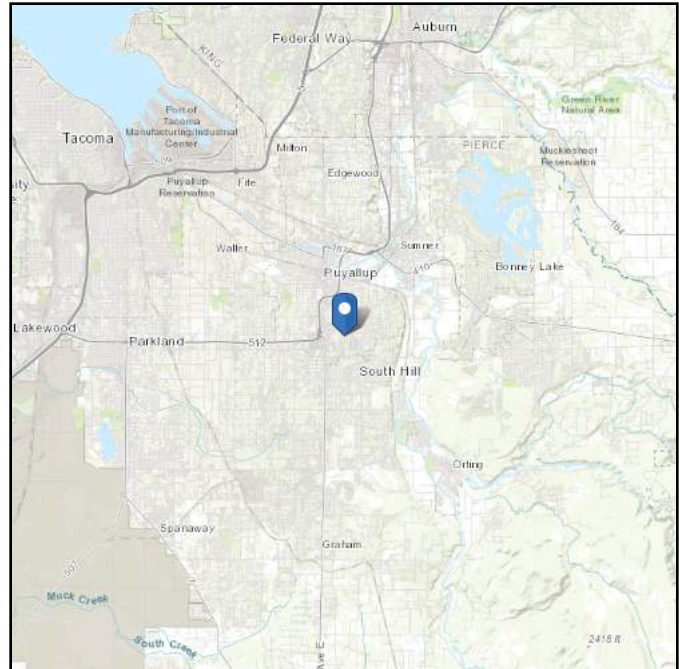 Auburn
Federal Way
KING
Green River
Natural Area
Port of
Tacoma
Manufacturing/Industrial
Center
Tacoma
Milton
PIERCE
Muckleshoot
Reservation
Edgewood
Fife
Puyallup
Reservation
164
Waller
167
Sumner
410
Bonney Lake
Puyallup
Lakewood
Parkland
512
South Hill
Orting
Spanaway
Graham
507
Muck Creek
South Creek
Ave E
2418 ft